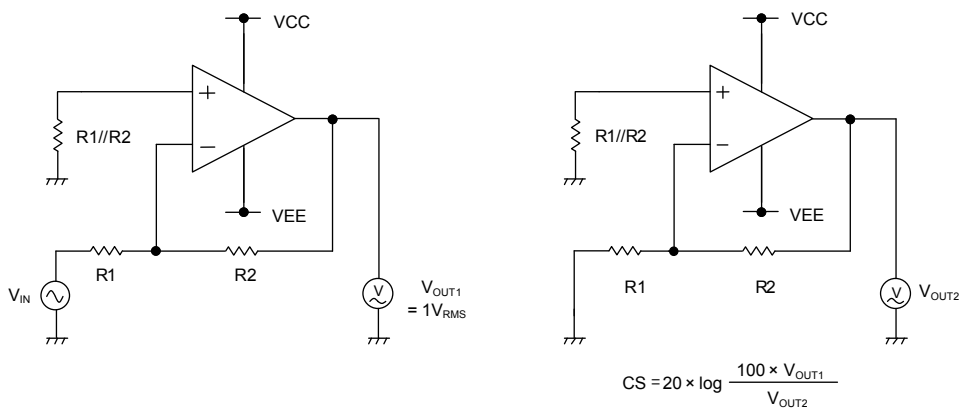 VCC
+
R1//R2
−
VEE
R1
R2
VIN
V
VOUT1
= 1VRMS
VCC
+
R1//R2
−
VEE
R1
R2
V
VOUT2
CS = 20 × log 100 × VOUT1
VOUT2